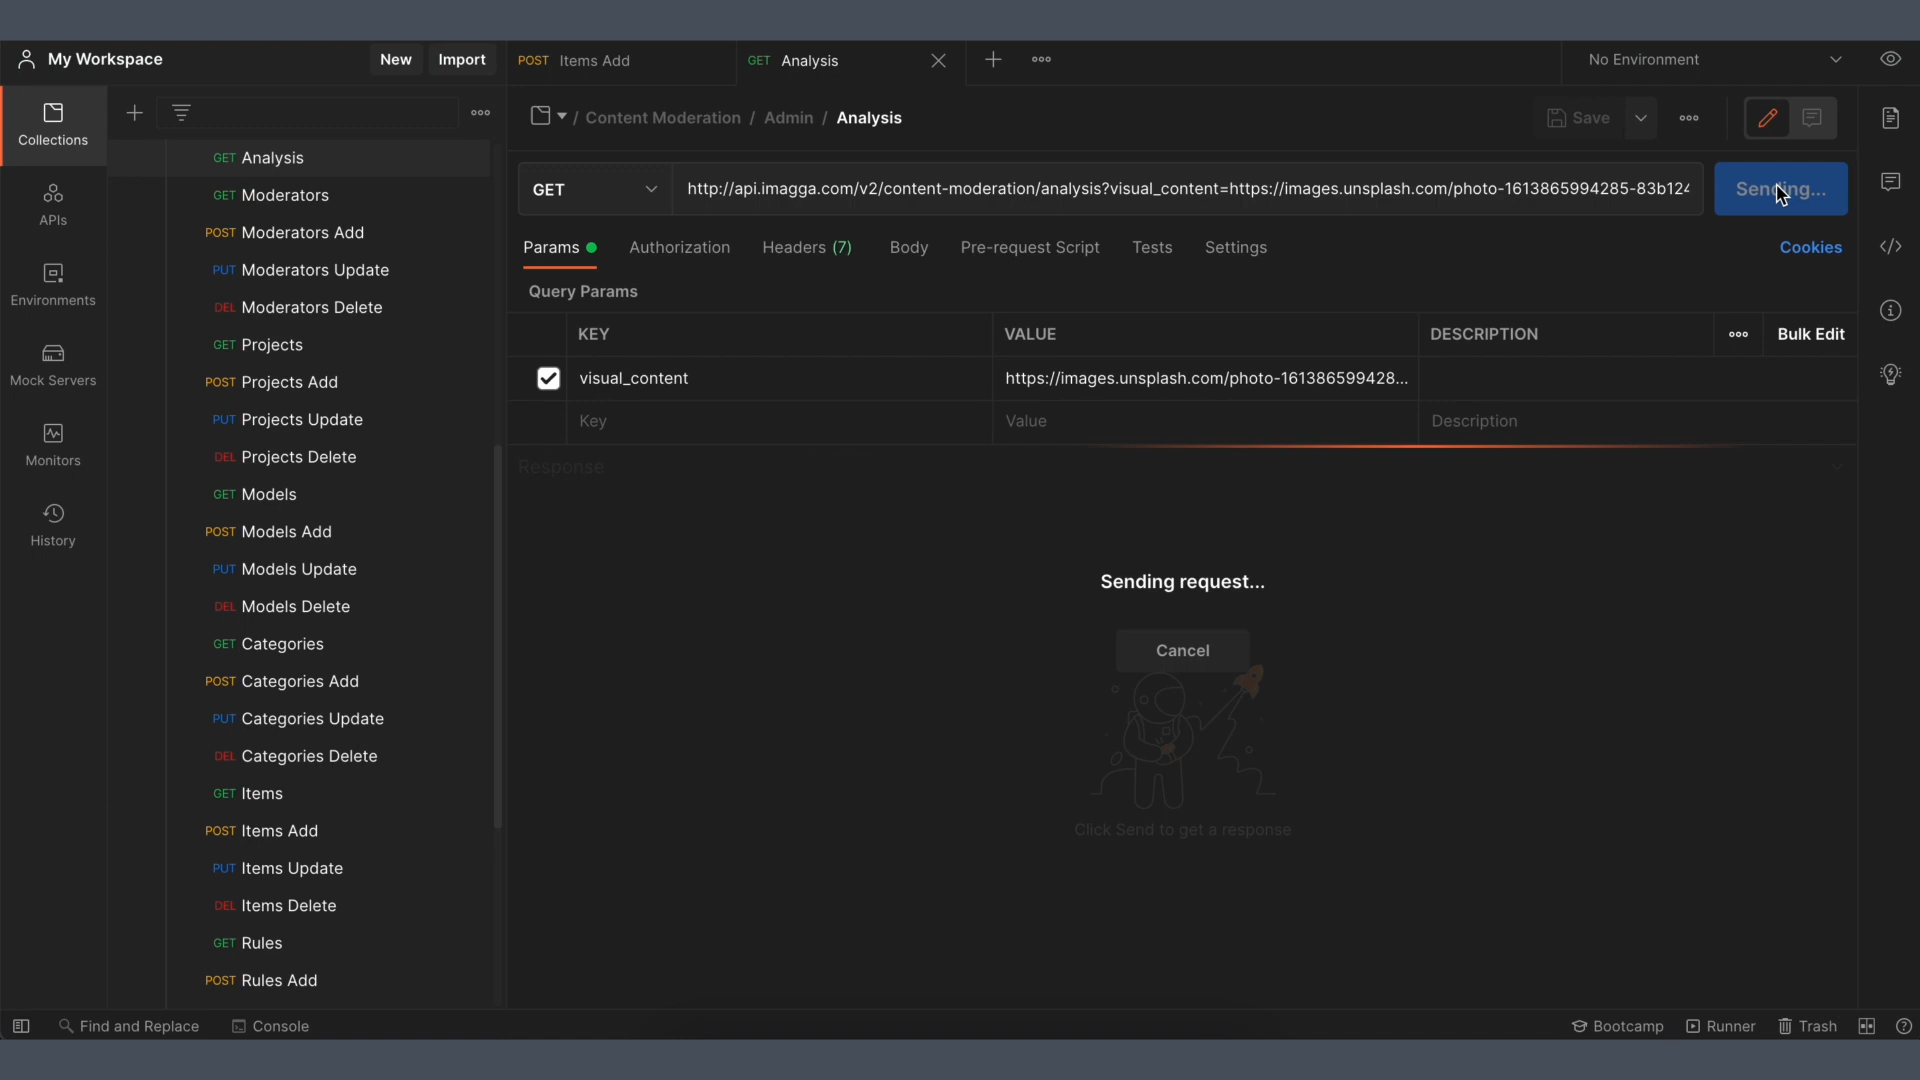 My Workspace
New
Import
POST Items Add
GET Analysis
No Environment
Collections
APIs
Environments
Mock Servers
Monitors
History
GET Analysis
GET Moderators
POST Moderators Add
PUT Moderators Update
DEL Moderators Delete
GET Projects
POST Projects Add
PUT Projects Update
DEL Projects Delete
GET Models
POST Models Add
PUT Models Update
DEL Models Delete
GET Categories
POST Categories Add
PUT Categories Update
DEL Categories Delete
GET Items
POST Items Add
PUT Items Update
DEL Items Delete
GET Rules
POST Rules Add
/ Content Moderation / Admin / Analysis
Save
GET
http://api.imagga.com/v2/content-moderation/analysis?visual_content=https://images.unsplash.com/photo-1613865994285-83b124
Sending...
Params
Authorization
Headers (7)
Body
Pre-request Script
Tests
Settings
Cookies
Query Params
KEY
VALUE
DESCRIPTION
Bulk Edit
visual_content
https://images.unsplash.com/photo-161386599428...
Key
Value
Description
Response
Sending request...
Cancel
Click Send to get a response
Find and Replace
Console
Bootcamp
Runner
Trash